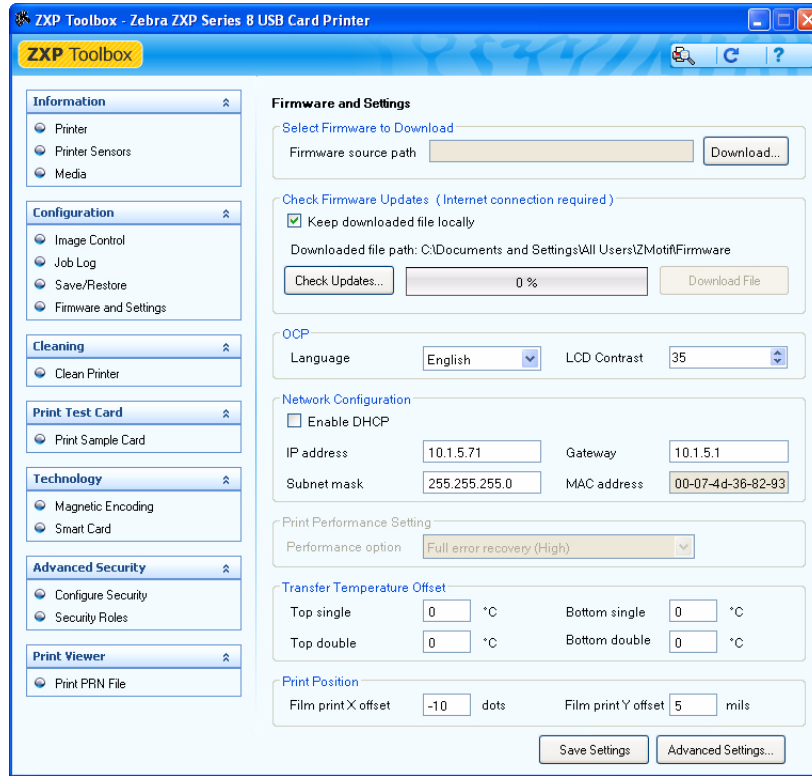 ZXP Toolbox - Zebra ZXP Series 8 USB Card Printer
ZXP Toolbox
?
Information
Printer
Printer Sensors
Media
Configuration
Image Control
Job Log
Save/Restore
Firmware and Settings
Cleaning
Clean Printer
Print Test Card
Print Sample Card
Technology
Magnetic Encoding
Smart Card
Advanced Security
Configure Security
Security Roles
Print Viewer
Print PRN File
Firmware and Settings
Select Firmware to Download
Firmware source path Download...
Check Firmware Updates ( Internet connection required )
Keep downloaded file locally
Downloaded file path: C:\Documents and Settings\All Users\ZMotif\Firmware
Check Updates... 0 % Download File
OCP
Language English LCD Contrast 35
Network Configuration
Enable DHCP
IP address 10.1.5.71 Gateway 10.1.5.1
Subnet mask 255.255.255.0 MAC address 00-07-4d-36-82-93
Print Performance Setting
Performance option Full error recovery (High)
Transfer Temperature Offset
Top single 0 °C Bottom single 0 °C
Top double 0 °C Bottom double 0 °C
Print Position
Film print X offset -10 dots Film print Y offset 5 mils
Save Settings Advanced Settings...